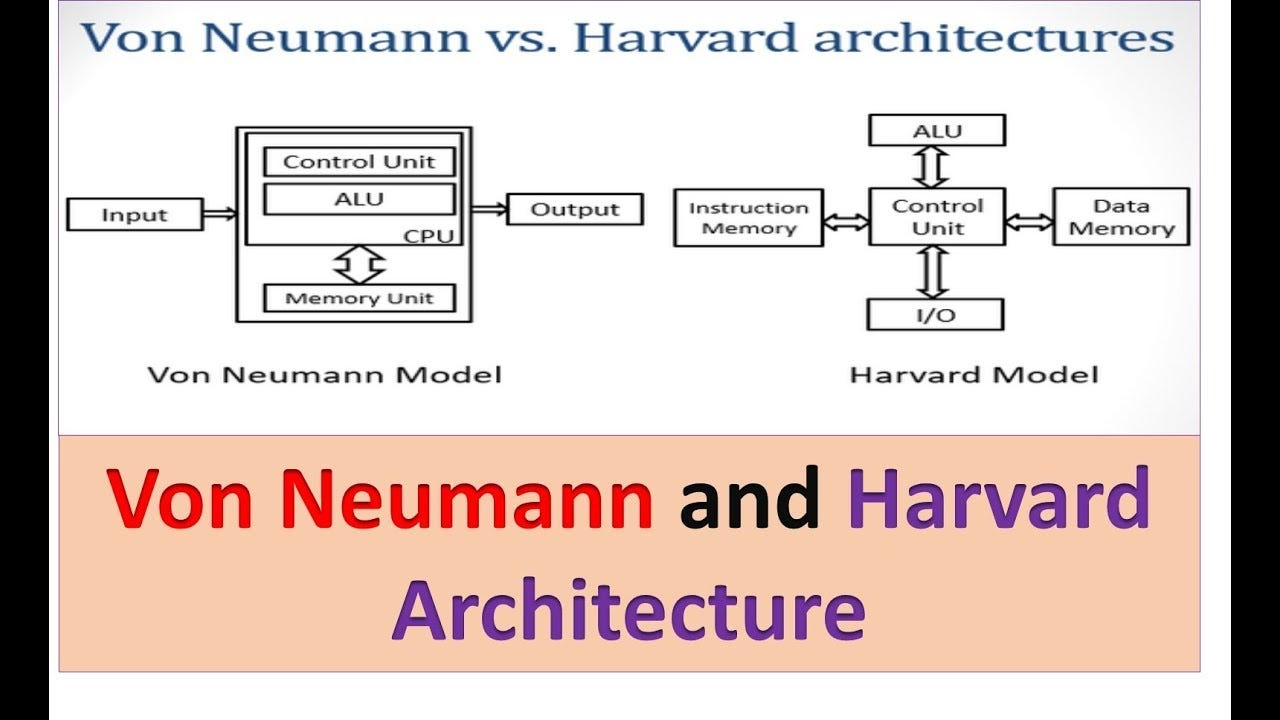 Von Neumann vs. Harvard architectures
Control Unit
ALU
CPU
Memory Unit
Input
Output
Von Neumann Model
ALU
Instruction
Memory
Control
Unit
Data
Memory
I/O
Harvard Model
Von Neumann and Harvard
Architecture